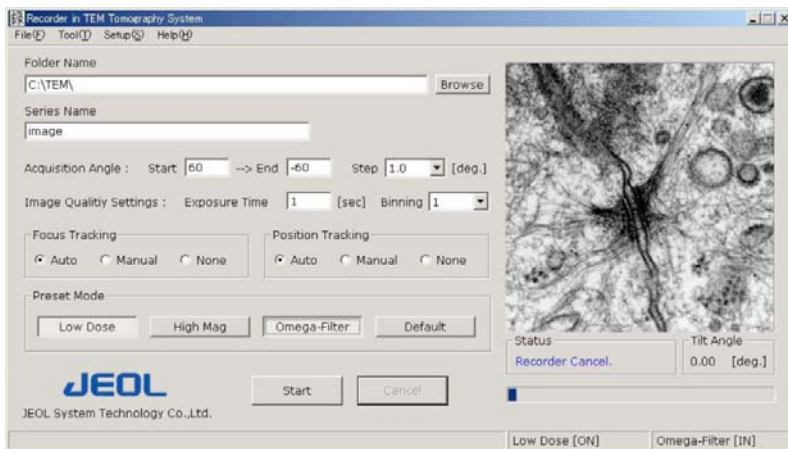 Recorder in TEM Tomography System
File(F) Tool(T) Setup(S) Help(H)
Folder Name
C:\TEM\ Browse
Series Name
image
Acquisition Angle : Start 60 --> End -60 Step 1.0 [deg.]
Image Qualitiy Settings : Exposure Time 1 [sec] Binning 1
Focus Tracking Position Tracking
Auto Manual None Auto Manual None
Preset Mode
Low Dose High Mag Omega-Filter Default
Status Tilt Angle
Recorder Cancel. 0.00 [deg.]
JEOL Start Cancel
JEOL System Technology Co.,Ltd.
Low Dose [ON] Omega-Filter [IN]